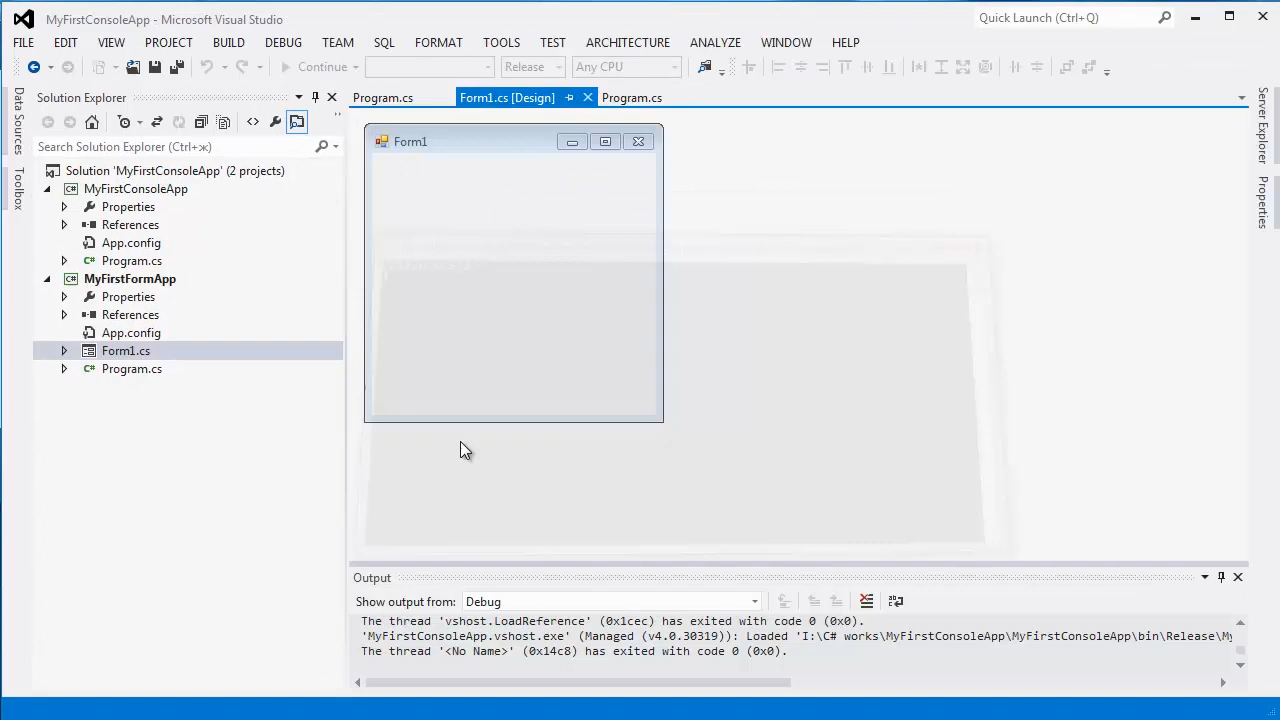 MyFirstConsoleApp - Microsoft Visual Studio
Quick Launch (Ctrl+Q)
FILE EDIT VIEW PROJECT BUILD DEBUG TEAM SQL FORMAT TOOLS TEST ARCHITECTURE ANALYZE WINDOW HELP
Continue Release Any CPU
Data Sources
Toolbox
Solution Explorer
Search Solution Explorer (Ctrl+ж)
Solution 'MyFirstConsoleApp' (2 projects)
C# MyFirstConsoleApp
Properties
References
App.config
C# Program.cs
C# MyFirstFormApp
Properties
References
App.config
Form1.cs
C# Program.cs
Program.cs Form1.cs [Design] Program.cs
Form1
Server Explorer
Properties
Output
Show output from: Debug
The thread 'vshost.LoadReference' (0x1cec) has exited with code 0 (0x0).
'MyFirstConsoleApp.vshost.exe' (Managed (v4.0.30319)): Loaded 'I:\C# works\MyFirstConsoleApp\MyFirstConsoleApp\bin\Release\My
The thread '<No Name>' (0x14c8) has exited with code 0 (0x0).